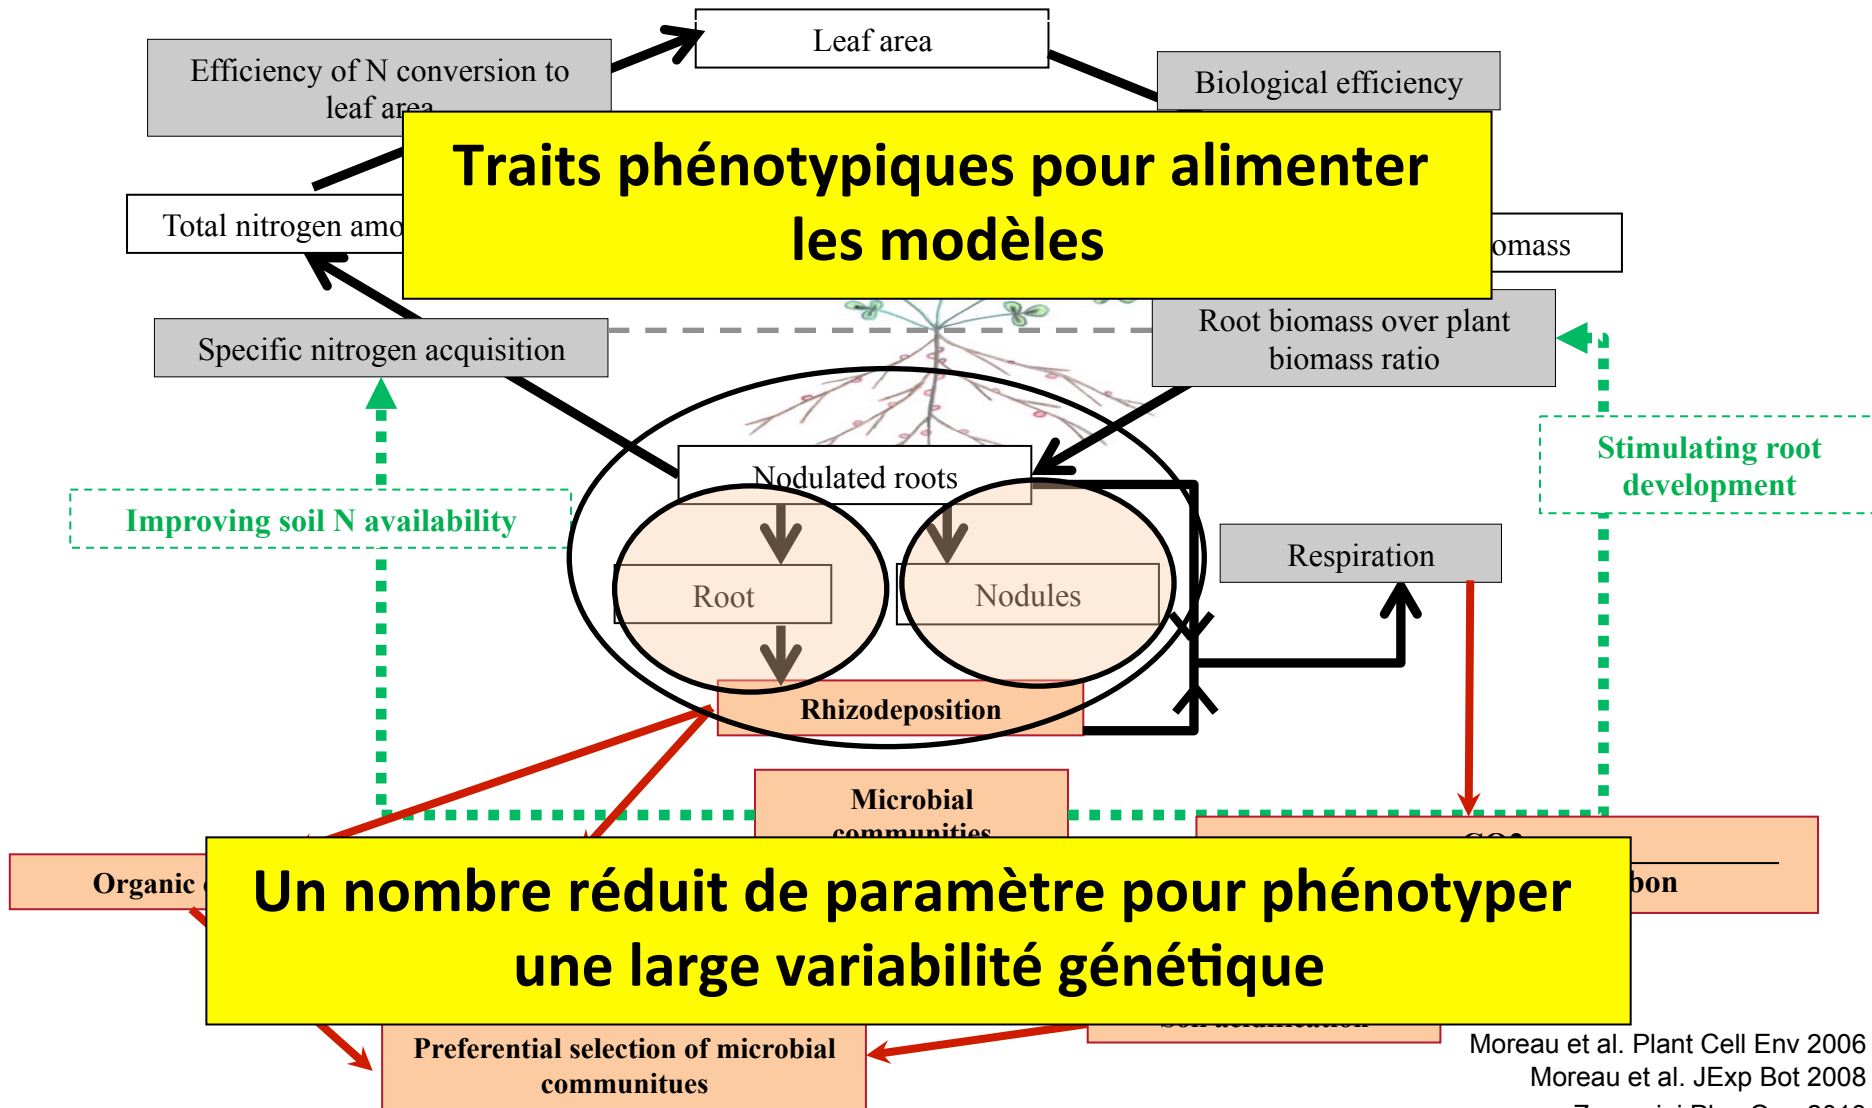 Leaf area
Efficiency of N conversion to
leaf area
Biological efficiency
Traits phénotypiques pour alimenter
les modèles
Total nitrogen
Root biomass over plant
biomass ratio
Specific nitrogen acquisition
Stimulating root
development
Nodulated roots
Improving soil N availability
Respiration
Root
Nodules
Rhizodeposition
Microbial
communities
CO2
Organic
Un nombre réduit de paramètre pour phénotyper
une large variabilité génétique
Soil acidification
Preferential selection of microbial
communitues
Moreau et al. Plant Cell Env 2006
Moreau et al. JExp Bot 2008